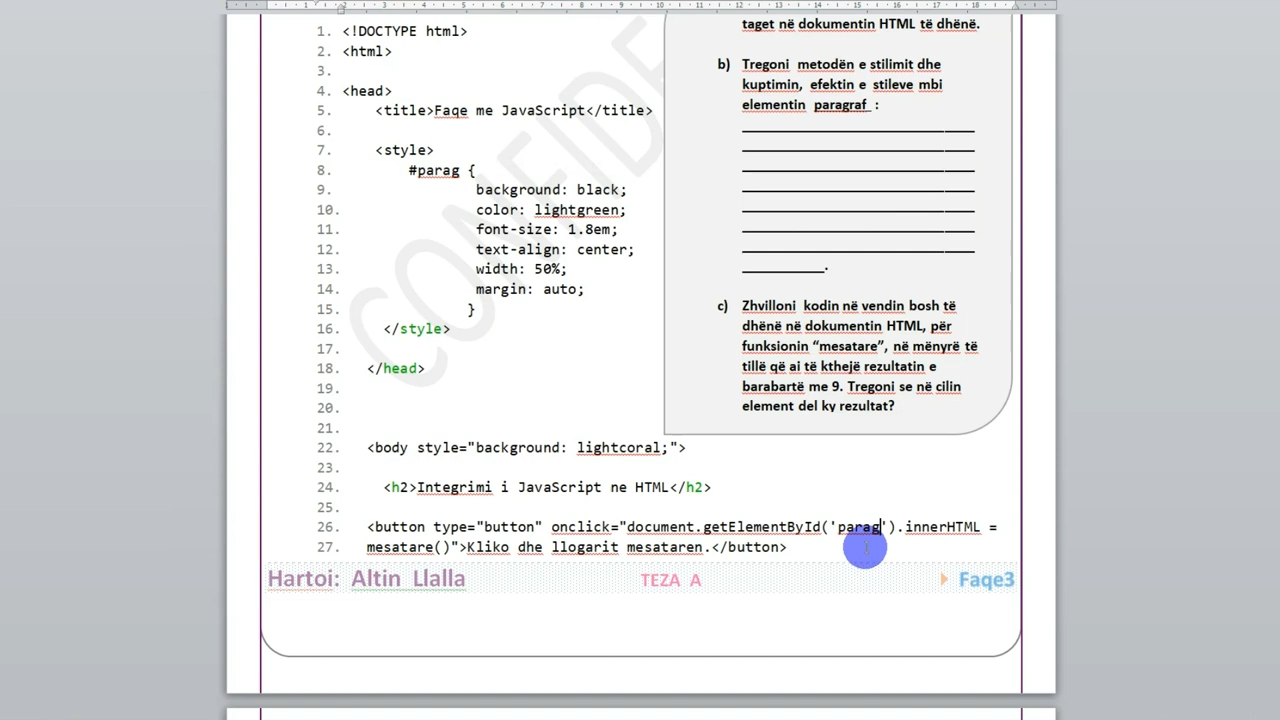 1. <!DOCTYPE html>
2. <html>
3.
4. <head>
5. <title>Faqe me JavaScript</title>
6.
7. <style>
8. #parag {
9. background: black;
10. color: lightgreen;
11. font-size: 1.8em;
12. text-align: center;
13. width: 50%;
14. margin: auto;
15. }
16. </style>
17.
18. </head>
19.
20.
21.
22. <body style="background: lightcoral;">
23.
24. <h2>Integrimi i JavaScript ne HTML</h2>
25.
26. <button type="button" onclick="document.getElementById('parag').innerHTML =
27. mesatare()">Kliko dhe llogarit mesataren.</button>
taget në dokumentin HTML të dhënë.
b) Tregoni metodën e stilimit dhe
kuptimin, efektin e stileve mbi
elementin paragraf :
c) Zhvilloni kodin në vendin bosh të
dhënë në dokumentin HTML, për
funksionin “mesatare”, në mënyrë të
tillë që ai të kthejë rezultatin e
barabartë me 9. Tregoni se në cilin
element del ky rezultat?
CONFIDE
Hartoi: Altin Llalla
TEZA A
Faqe3